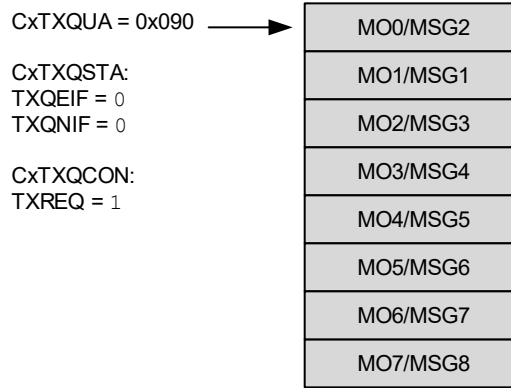 CxTXQUA = 0x090
CxTXQSTA:
TXQEIF = 0
TXQNIF = 0
CxTXQCON:
TXREQ = 1
MO0/MSG2
MO1/MSG1
MO2/MSG3
MO3/MSG4
MO4/MSG5
MO5/MSG6
MO6/MSG7
MO7/MSG8